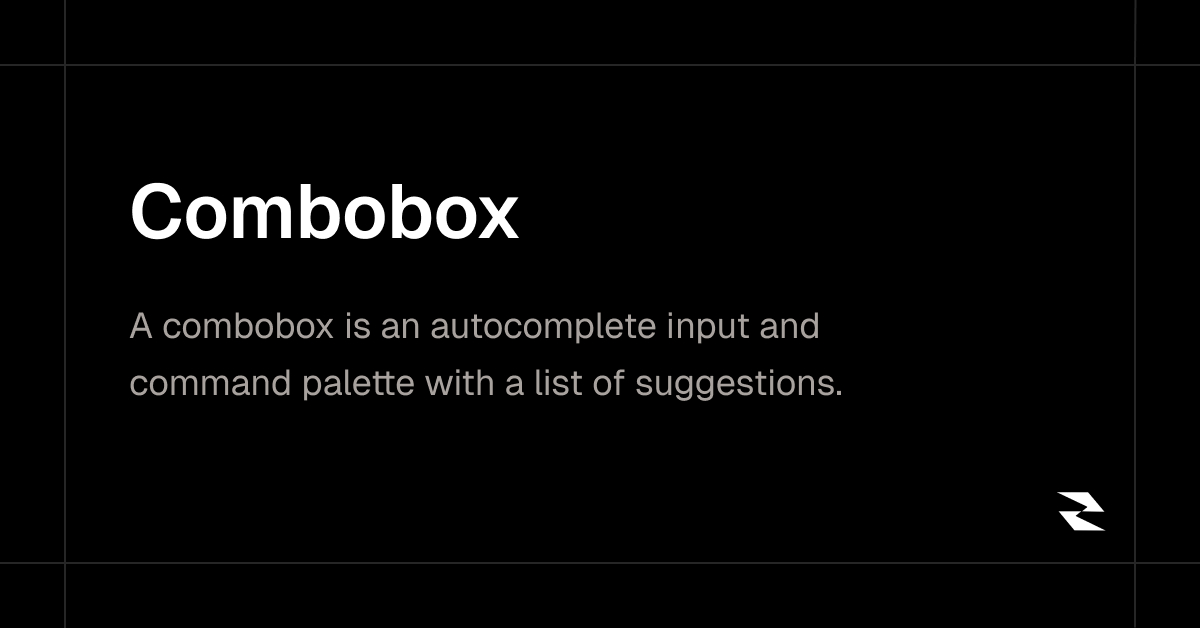 Combobox
A combobox is an autocomplete input and
command palette with a list of suggestions.